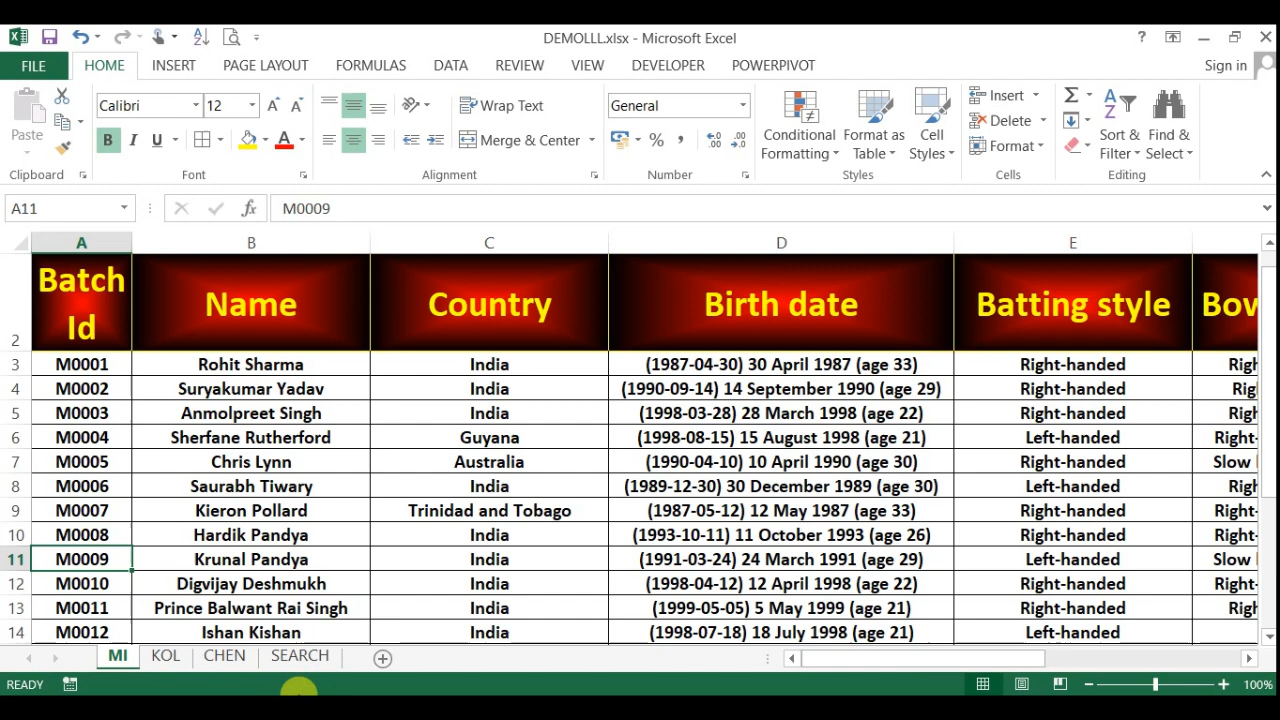 DEMOLLL.xlsx - Microsoft Excel
FILE HOME INSERT PAGE LAYOUT FORMULAS DATA REVIEW VIEW DEVELOPER POWERPIVOT Sign in
Calibri 12 Wrap Text General Insert
Paste B I U Merge & Center % Conditional Formatting Format as Table Cell Styles Delete Sort & Filter Find & Select
Format
Clipboard Font Alignment Number Styles Cells Editing
A11 fx M0009
A B C D E
2 Batch Id Name Country Birth date Batting style Bow
3 M0001 Rohit Sharma India (1987-04-30) 30 April 1987 (age 33) Right-handed Righ
4 M0002 Suryakumar Yadav India (1990-09-14) 14 September 1990 (age 29) Right-handed Rig
5 M0003 Anmolpreet Singh India (1998-03-28) 28 March 1998 (age 22) Right-handed Righ
6 M0004 Sherfane Rutherford Guyana (1998-08-15) 15 August 1998 (age 21) Left-handed Right-
7 M0005 Chris Lynn Australia (1990-04-10) 10 April 1990 (age 30) Right-handed Slow
8 M0006 Saurabh Tiwary India (1989-12-30) 30 December 1989 (age 30) Left-handed Right-
9 M0007 Kieron Pollard Trinidad and Tobago (1987-05-12) 12 May 1987 (age 33) Right-handed Righ
10 M0008 Hardik Pandya India (1993-10-11) 11 October 1993 (age 26) Right-handed Right-
11 M0009 Krunal Pandya India (1991-03-24) 24 March 1991 (age 29) Left-handed Slow
12 M0010 Digvijay Deshmukh India (1998-04-12) 12 April 1998 (age 22) Right-handed Right-
13 M0011 Prince Balwant Rai Singh India (1999-05-05) 5 May 1999 (age 21) Right-handed Righ
14 M0012 Ishan Kishan India (1998-07-18) 18 July 1998 (age 21) Left-handed
MI KOL CHEN SEARCH
READY 100%